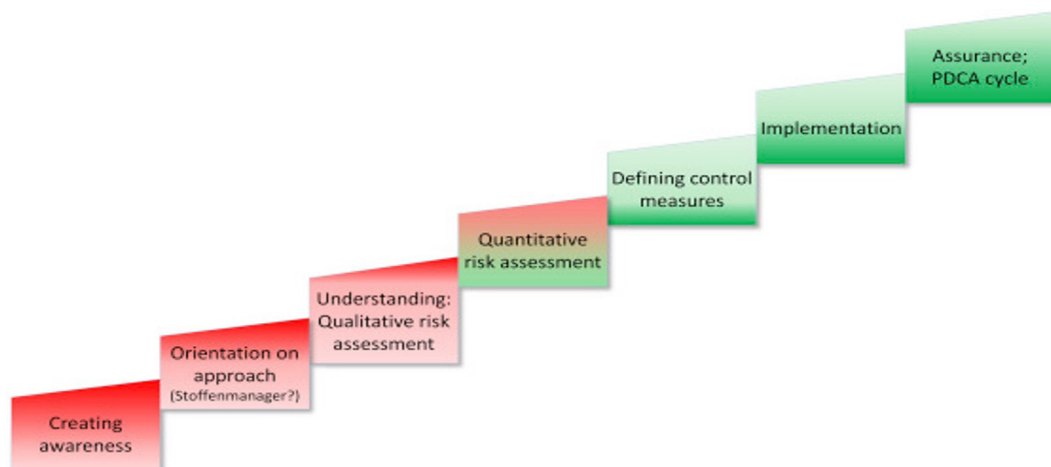 Creating
awareness
Orientation on
approach
(Stoffenmanager?)
Understanding:
Qualitative risk
assessment
Quantitative
risk assessment
Defining control
measures
Implementation
Assurance;
PDCA cycle